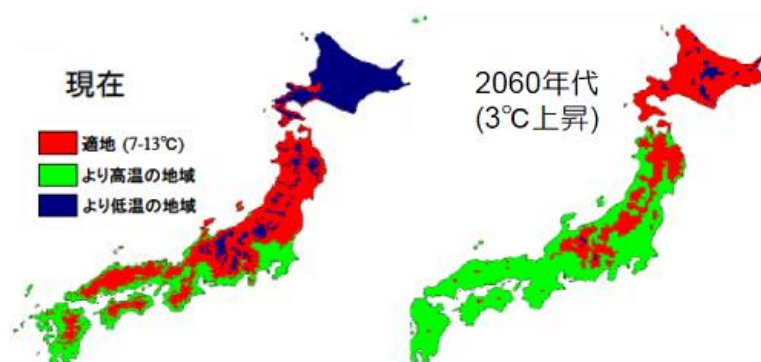 現在
適地 (7-13℃)
より高温の地域
より低温の地域
2060年代
(3℃上昇)